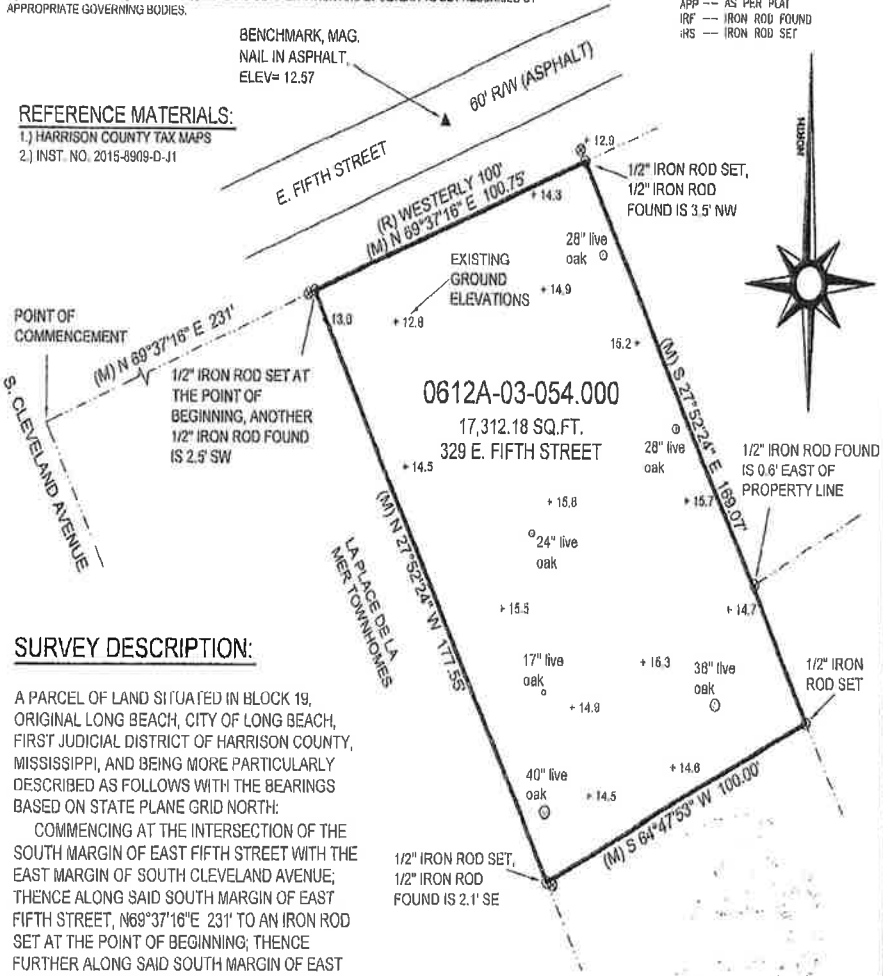 APPROPRIATE GOVERNING BODIES.
APP -- AS PER PLAT
IRF -- IRON ROD FOUND
IRS -- IRON ROD SET
BENCHMARK, MAG.
NAIL IN ASPHALT,
ELEV= 12.57
60' R/W (ASPHALT)
E. FIFTH STREET
REFERENCE MATERIALS:
1.) HARRISON COUNTY TAX MAPS
2.) INST. NO. 2015-8909-D-J1
12.9
1/2" IRON ROD SET,
1/2" IRON ROD
FOUND IS 3.5' NW
(R) WESTERLY 100'
(M) N 69°37'16" E 100.75'
14.3
28" live
oak
EXISTING
GROUND
ELEVATIONS
14.9
POINT OF
COMMENCEMENT
(M) N 69°37'16" E 231'
12.8
15.2
1/2" IRON ROD SET AT
THE POINT OF
BEGINNING, ANOTHER
1/2" IRON ROD FOUND
IS 2.5' SW
S. CLEVELAND AVENUE
0612A-03-054.000
17,312.18 SQ.FT.
329 E. FIFTH STREET
(M) S 27°52'24" E 169.07'
28" live
oak
1/2" IRON ROD FOUND
IS 0.6' EAST OF
PROPERTY LINE
14.5
15.7
24" live
oak
(M) N 27°52'24" W 177.55'
LA PLACE DE LA
MER TOWNHOMES
15.5
14.7
17" live
oak
38" live
oak
1/2" IRON
ROD SET
14.6
40" live
oak
14.5
(M) S 64°47'53" W 100.00'
1/2" IRON ROD SET,
1/2" IRON ROD
FOUND IS 2.1' SE
SURVEY DESCRIPTION:
A PARCEL OF LAND SITUATED IN BLOCK 19,
ORIGINAL LONG BEACH, CITY OF LONG BEACH,
FIRST JUDICIAL DISTRICT OF HARRISON COUNTY,
MISSISSIPPI, AND BEING MORE PARTICULARLY
DESCRIBED AS FOLLOWS WITH THE BEARINGS
BASED ON STATE PLANE GRID NORTH:
COMMENCING AT THE INTERSECTION OF THE
SOUTH MARGIN OF EAST FIFTH STREET WITH THE
EAST MARGIN OF SOUTH CLEVELAND AVENUE;
THENCE ALONG SAID SOUTH MARGIN OF EAST
FIFTH STREET, N69°37'16"E 231' TO AN IRON ROD
SET AT THE POINT OF BEGINNING; THENCE
FURTHER ALONG SAID SOUTH MARGIN OF EAST